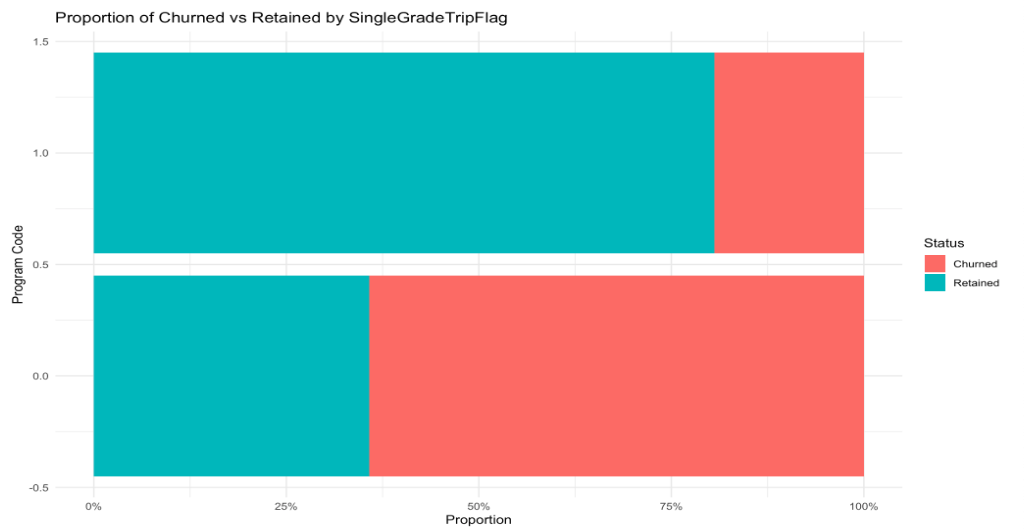 Proportion of Churned vs Retained by SingleGradeTripFlag
1.5
1.0
0.5
0.0
-0.5
Program Code
0%
25%
50%
75%
100%
Proportion
Status
Churned
Retained